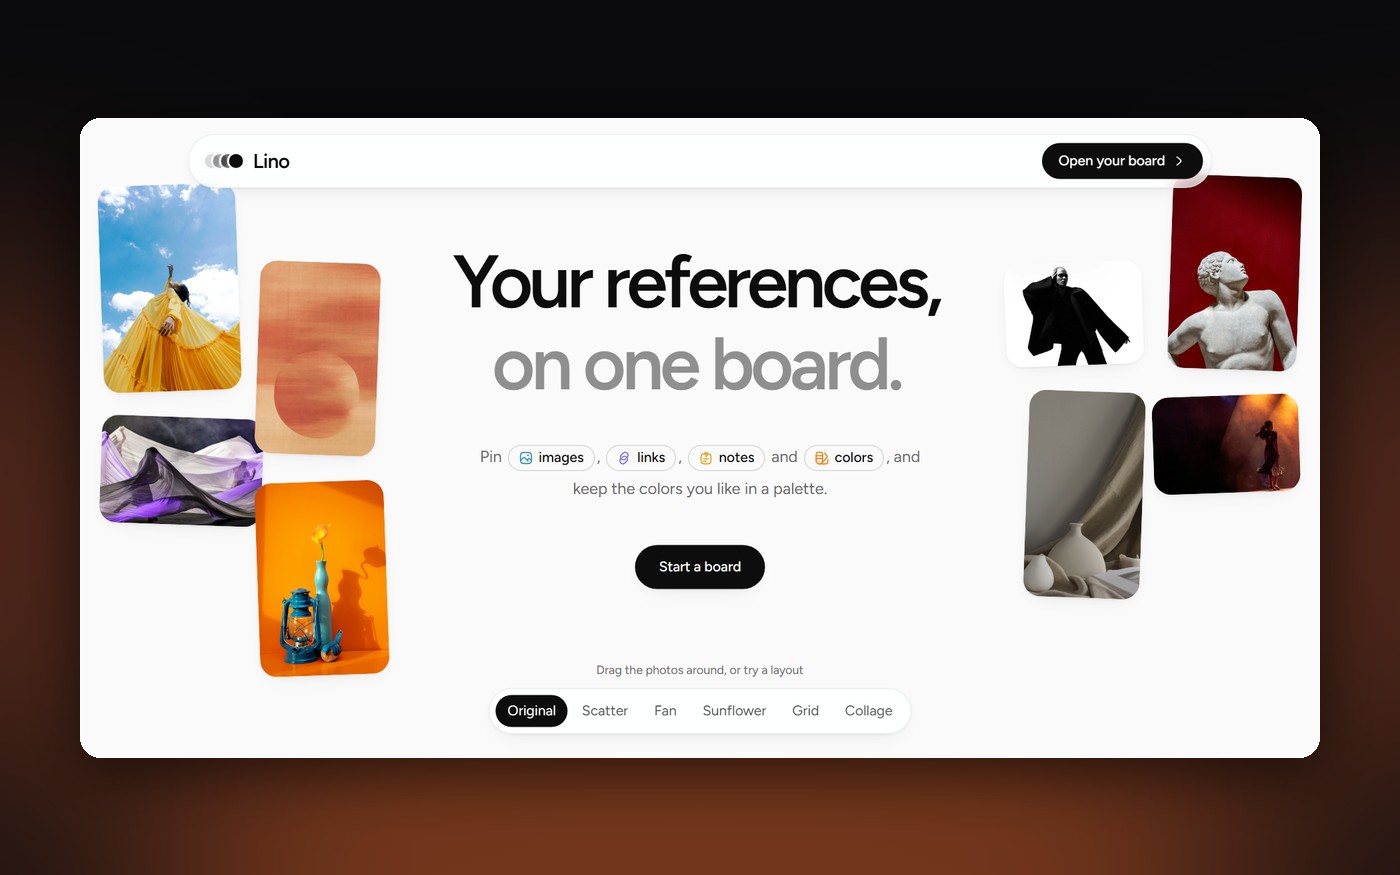 Lino
Open your board
Your references,
on one board.
Pin images, links, notes and colors, and
keep the colors you like in a palette.
Start a board
Drag the photos around, or try a layout
Original Scatter Fan Sunflower Grid Collage